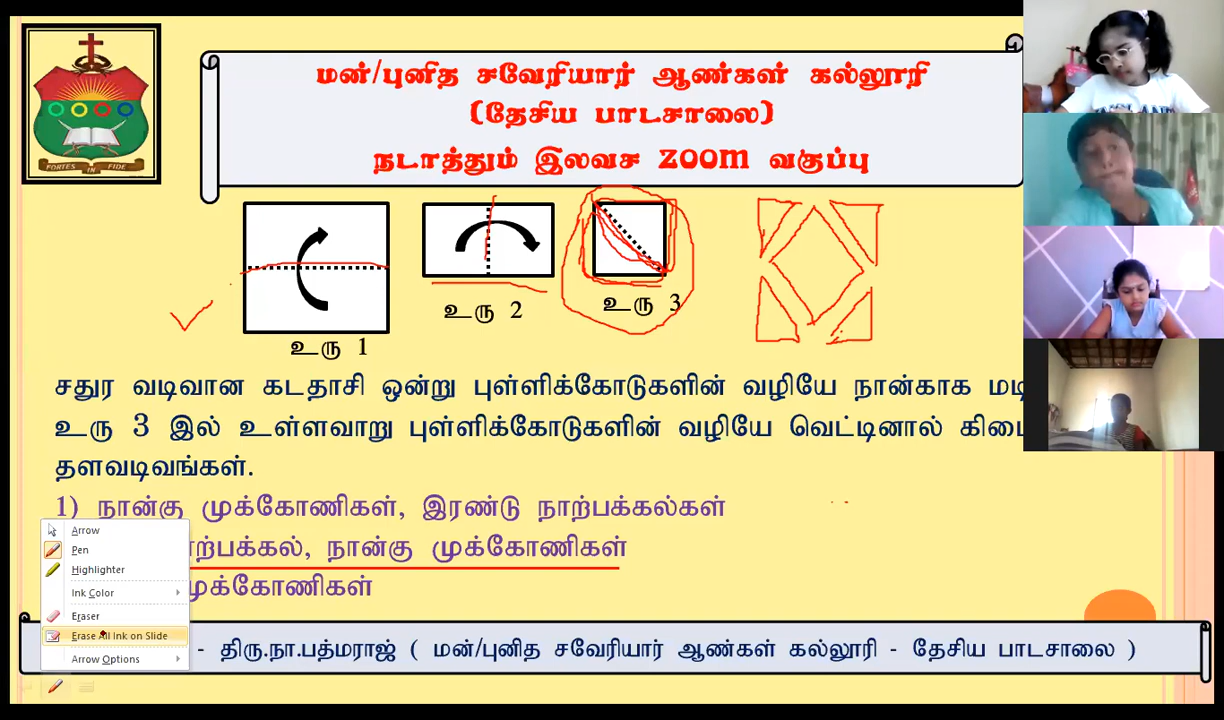 மன்/புனித சவேரியார் ஆண்கள் கல்லூரி
(தேசிய பாடசாலை)
நடாத்தும் இலவச ZOOM வகுப்பு
FORTES IN FIDE
உரு 1
உரு 2
உரு 3
சதுர வடிவான கடதாசி ஒன்று புள்ளிக்கோடுகளின் வழியே நான்காக
உரு 3 இல் உள்ளவாறு புள்ளிக்கோடுகளின் வழியே வெட்டினால்
தளவடிவங்கள்.
1) நான்கு முக்கோணிகள், இரண்டு நாற்பக்கல்கள்
நான்கு முக்கோணிகள்
முக்கோணிகள்
Arrow
Pen
Highlighter
Ink Color
Eraser
Erase All Ink on Slide
Arrow Options
- திரு.நா.பத்மராஜ் ( மன்/புனித சவேரியார் ஆண்கள் கல்லூரி - தேசிய பாடசாலை )